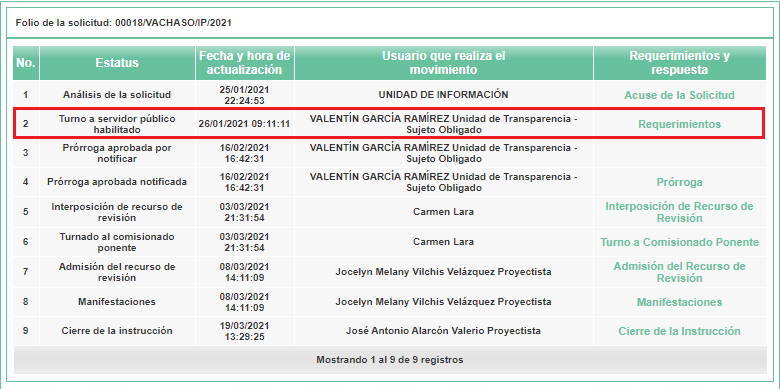 Folio de la solicitud: 00018/VACHASO/IP/2021
No. Estatus Fecha y hora de actualización Usuario que realiza el movimiento Requerimientos y respuesta
1 Análisis de la solicitud 25/01/2021 22:24:53 UNIDAD DE INFORMACIÓN Acuse de la Solicitud
2 Turno a servidor público habilitado 26/01/2021 09:11:11 VALENTÍN GARCÍA RAMÍREZ Unidad de Transparencia - Sujeto Obligado Requerimientos
3 Prórroga aprobada por notificar 16/02/2021 16:42:31 VALENTÍN GARCÍA RAMÍREZ Unidad de Transparencia - Sujeto Obligado
4 Prórroga aprobada notificada 16/02/2021 16:42:31 VALENTÍN GARCÍA RAMÍREZ Unidad de Transparencia - Sujeto Obligado Prórroga
5 Interposición de recurso de revisión 03/03/2021 21:31:54 Carmen Lara Interposición de Recurso de Revisión
6 Turnado al comisionado ponente 03/03/2021 21:31:54 Carmen Lara Turno a Comisionado Ponente
7 Admisión del recurso de revisión 08/03/2021 14:11:09 Jocelyn Melany Vilchis Velázquez Proyectista Admisión del Recurso de Revisión
8 Manifestaciones 08/03/2021 14:11:09 Jocelyn Melany Vilchis Velázquez Proyectista Manifestaciones
9 Cierre de la instrucción 19/03/2021 13:29:25 José Antonio Alarcón Valerio Proyectista Cierre de la Instrucción
Mostrando 1 al 9 de 9 registros